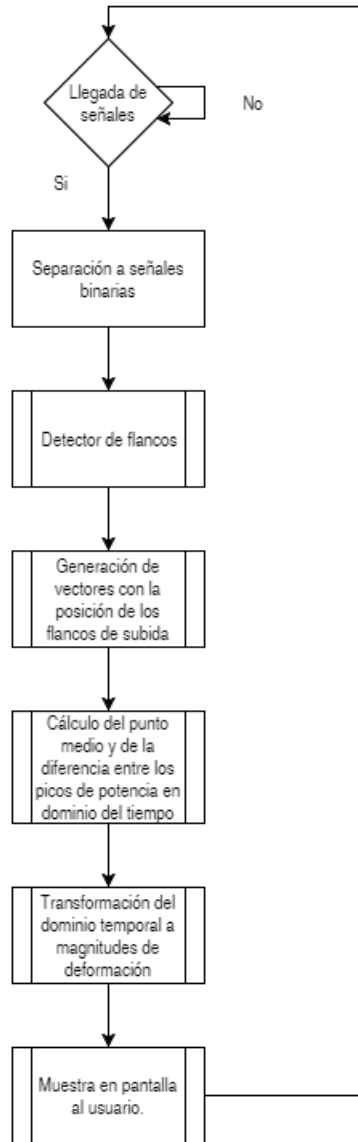 Llegada de
señales
No
Si
Separación a señales
binarias
Detector de flancos
Generación de
vectores con la
posición de los
flancos de subida
Cálculo del punto
medio y de la
diferencia entre los
picos de potencia en
dominio del tiempo
Transformación del
dominio temporal a
magnitudes de
deformación
Muestra en pantalla
al usuario.